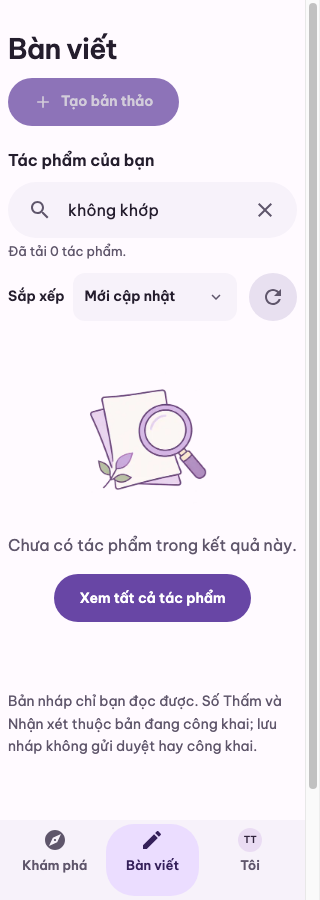 Bàn viết
Tạo bản thảo
Tác phẩm của bạn
không khớp
Đã tải 0 tác phẩm.
Sắp xếp
Mới cập nhật
Chưa có tác phẩm trong kết quả này.
Xem tất cả tác phẩm
Bản nháp chỉ bạn đọc được. Số Thấm và
Nhận xét thuộc bản đang công khai; lưu
nháp không gửi duyệt hay công khai.
TT
Khám phá
Bàn viết
Tôi